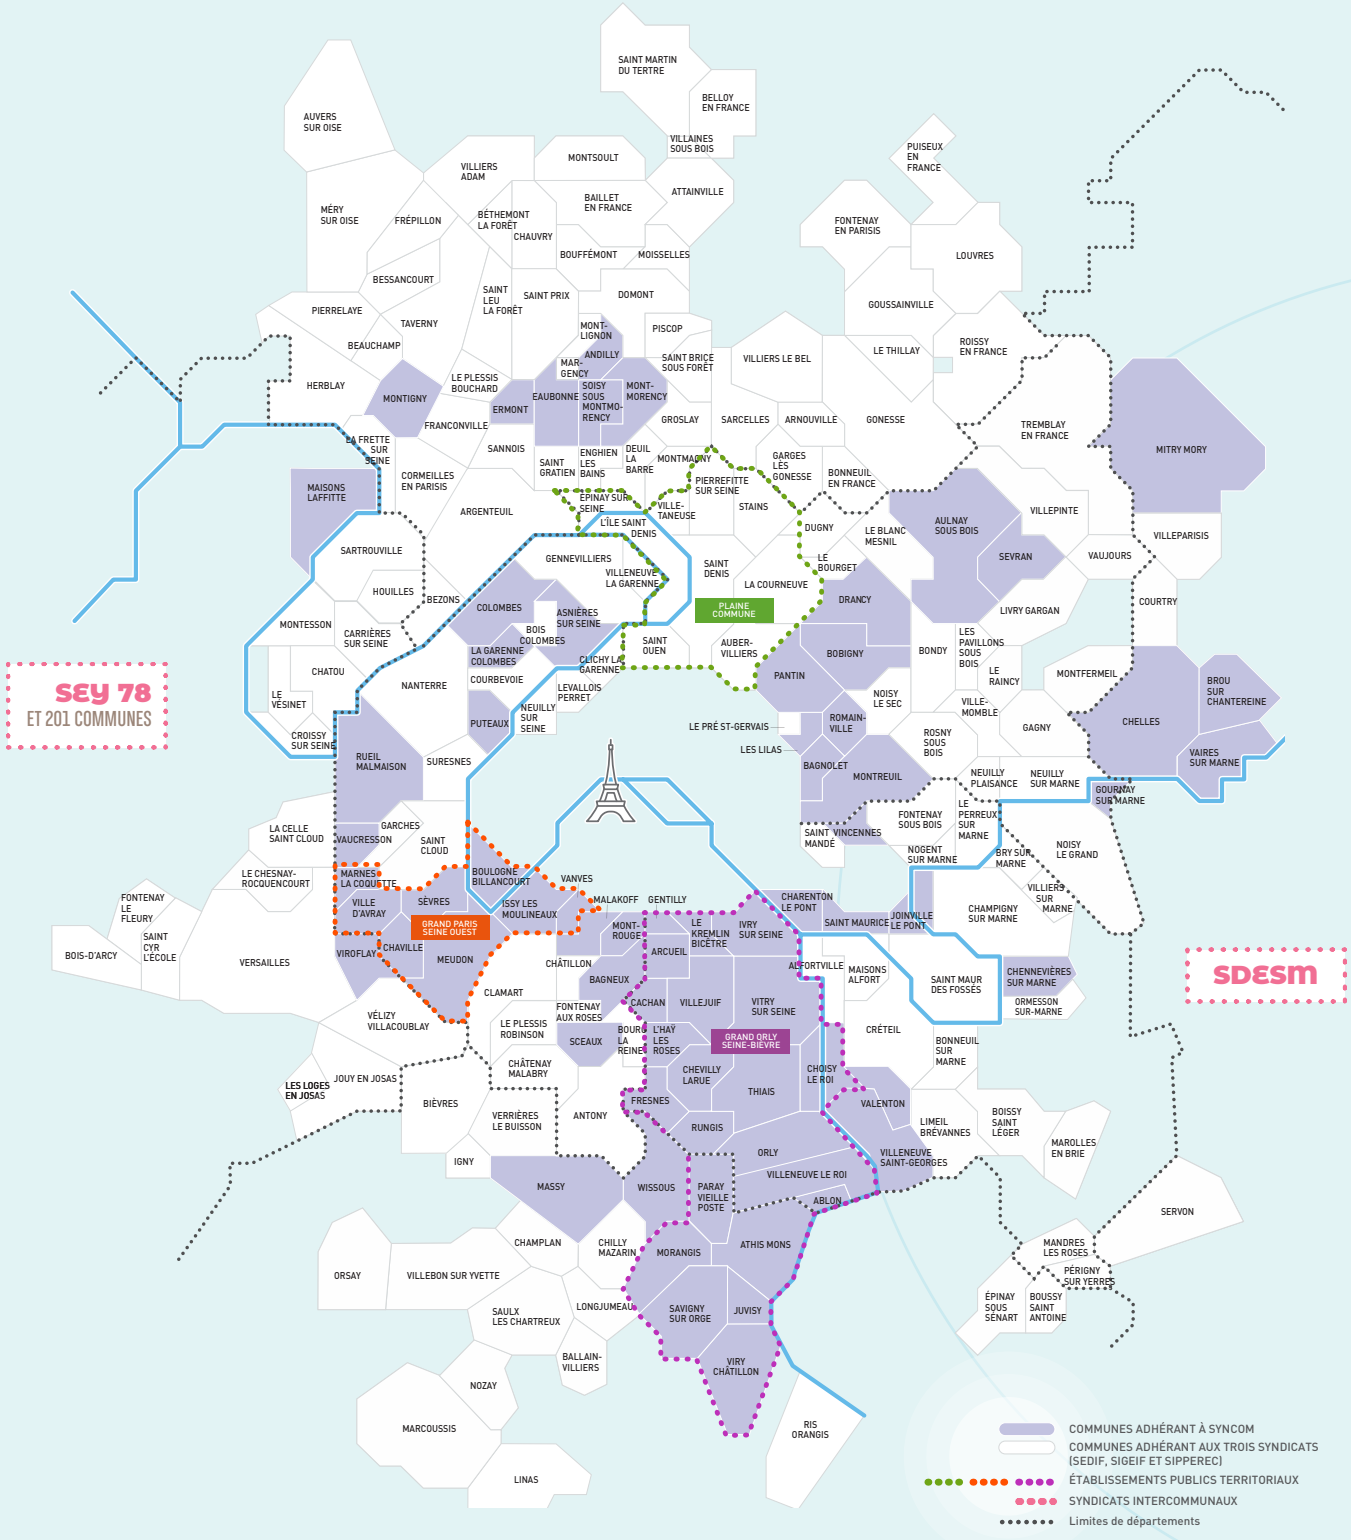 SAINT MARTIN
DU TERTRE
BELLOY
EN FRANCE
AUVERS
SUR OISE
VILLAINES
SOUS BOIS
MONTSOULT
VILLIERS
ADAM
PUISEUX
EN
FRANCE
ATTAINVILLE
BAILLET
EN FRANCE
MÉRY
SUR OISE
FRÉPILLON
BÉTHEMONT
LA FORÊT
CHAUVRY
FONTENAY
EN PARISIS
BOUFFÉMONT
MOISSELLES
LOUVRES
BESSANCOURT
SAINT
LEU
LA FORÊT
SAINT PRIX
DOMONT
GOUSSAINVILLE
PIERRELAYE
TAVERNY
MONT-
LIGNON
PISCOP
BEAUCHAMP
ANDILLY
SAINT BRICE
SOUS FORÊT
VILLIERS LE BEL
LE THILLAY
ROISSY
EN FRANCE
MAR-
GENCY
HERBLAY
LE PLESSIS
BOUCHARD
MONTIGNY
EAUBONNE
SOISY
SOUS
MONTMO-
RENCY
MONT-
MORENCY
ERMONT
FRANCONVILLE
GROSLAY
SARCELLES
ARNOUVILLE
GONESSE
TREMBLAY
EN FRANCE
MITRY MORY
LA FRETTE
SUR
SEINE
SANNOIS
SAINT
GRATIEN
ENGHIEN
LES
BAINS
DEUIL
LA
BARRE
MONTMAGNY
GARGES
LÈS
GONESSE
BONNEUIL
EN FRANCE
CORMEILLES
EN PARISIS
MAISONS
LAFFITTE
PIERREFITTE
SUR SEINE
ÉPINAY SUR
SEINE
VILLE-
TANEUSE
STAINS
ARGENTEUIL
L'ÎLE SAINT
DENIS
DUGNY
LE BLANC
MESNIL
AULNAY
SOUS BOIS
VILLEPINTE
VILLEPARISIS
SARTROUVILLE
GENNEVILLIERS
VILLENEUVE
LA GARENNE
SAINT
DENIS
LE
BOURGET
SEVRAN
VAUJOURS
LA COURNEUVE
HOUILLES
BEZONS
COLOMBES
PLAINE
COMMUNE
DRANCY
LIVRY GARGAN
COURTRY
MONTESSON
CARRIÈRES
SUR SEINE
ASNIÈRES
SUR SEINE
BOIS
COLOMBES
LA GARENNE
COLOMBES
SAINT
OUEN
AUBER-
VILLIERS
BOBIGNY
BONDY
LES
PAVILLONS
SOUS
BOIS
CLICHY LA
GARENNE
CHATOU
COURBEVOIE
NANTERRE
LEVALLOIS
PERRET
PANTIN
LE
RAINCY
MONTFERMEIL
SEY 78
ET 201 COMMUNES
LE
VÉSINET
NOISY
LE SEC
VILLE-
MOMBLE
BROU
SUR
CHANTEREINE
PUTEAUX
NEUILLY
SUR
SEINE
LE PRÉ ST-GERVAIS
ROMAIN-
VILLE
GAGNY
CHELLES
CROISSY
SUR SEINE
ROSNY
SOUS
BOIS
LES LILAS
RUEIL
MALMAISON
SURESNES
BAGNOLET
MONTREUIL
VAIRES
SUR MARNE
NEUILLY
PLAISANCE
NEUILLY
SUR MARNE
GOURNAY
SUR MARNE
LA CELLE
SAINT CLOUD
GARCHES
VAUCRESSON
SAINT
CLOUD
SAINT
MANDÉ
VINCENNES
FONTENAY
SOUS BOIS
LE
PERREUX
SUR
MARNE
NOGENT
SUR MARNE
BRY SUR
MARNE
NOISY
LE GRAND
LE CHESNAY-
ROCQUENCOURT
MARNES
LA COQUETTE
BOULOGNE
BILLANCOURT
VANVES
VILLIERS
SUR
MARNE
FONTENAY
LE
FLEURY
VILLE
D'AVRAY
SÈVRES
ISSY LES
MOULINEAUX
MALAKOFF
GENTILLY
CHARENTON
LE PONT
SAINT MAURICE
JOINVILLE
LE PONT
CHAMPIGNY
SUR MARNE
GRAND PARIS
SEINE OUEST
MONT-
ROUGE
LE
KREMLIN
BICÊTRE
IVRY
SUR SEINE
SAINT
CYR
L'ÉCOLE
BOIS-D'ARCY
VERSAILLES
VIROFLAY
CHAVILLE
MEUDON
CHÂTILLON
ARCUEIL
ALFORTVILLE
MAISONS
ALFORT
SAINT MAUR
DES FOSSÉS
CHENNEVIÈRES
SUR MARNE
SDESM
BAGNEUX
CLAMART
CACHAN
VILLEJUIF
VITRY
SUR SEINE
ORMESSON
SUR-MARNE
VÉLIZY
VILLACOUBLAY
LE PLESSIS
ROBINSON
FONTENAY
AUX ROSES
SCEAUX
BOURG
LA
REINE
L'HAŸ
LES
ROSES
GRAND ORLY
SEINE-BIÈVRE
CRÉTEIL
BONNEUIL
SUR
MARNE
CHÂTENAY
MALABRY
CHEVILLY
LARUE
CHOISY
LE ROI
JOUY EN JOSAS
LES LOGES
EN JOSAS
THIAIS
BIÈVRES
VERRIÈRES
LE BUISSON
ANTONY
FRESNES
VALENTON
LIMEIL
BRÉVANNES
BOISSY
SAINT
LÉGER
RUNGIS
MAROLLES
EN BRIE
IGNY
ORLY
VILLENEUVE
SAINT-GEORGES
VILLENEUVE LE ROI
MASSY
WISSOUS
PARAY
VIEILLE
POSTE
ABLON
SERVON
CHAMPLAN
CHILLY
MAZARIN
MORANGIS
ATHIS MONS
MANDRES
LES ROSES
ORSAY
VILLEBON SUR YVETTE
PÉRIGNY
SUR YERRES
SAULX
LES CHARTREUX
LONGJUMEAU
SAVIGNY
SUR ORGE
JUVISY
ÉPINAY
SOUS
SÉNART
BOUSSY
SAINT
ANTOINE
BALLAIN-
VILLIERS
VIRY
CHÂTILLON
NOZAY
MARCOUSSIS
RIS
ORANGIS
LINAS
COMMUNES ADHÉRANT À SYNCOM
COMMUNES ADHÉRANT AUX TROIS SYNDICATS
(SEDIF, SIGEIF ET SIPPEREC)
ÉTABLISSEMENTS PUBLICS TERRITORIAUX
SYNDICATS INTERCOMMUNAUX
Limites de départements